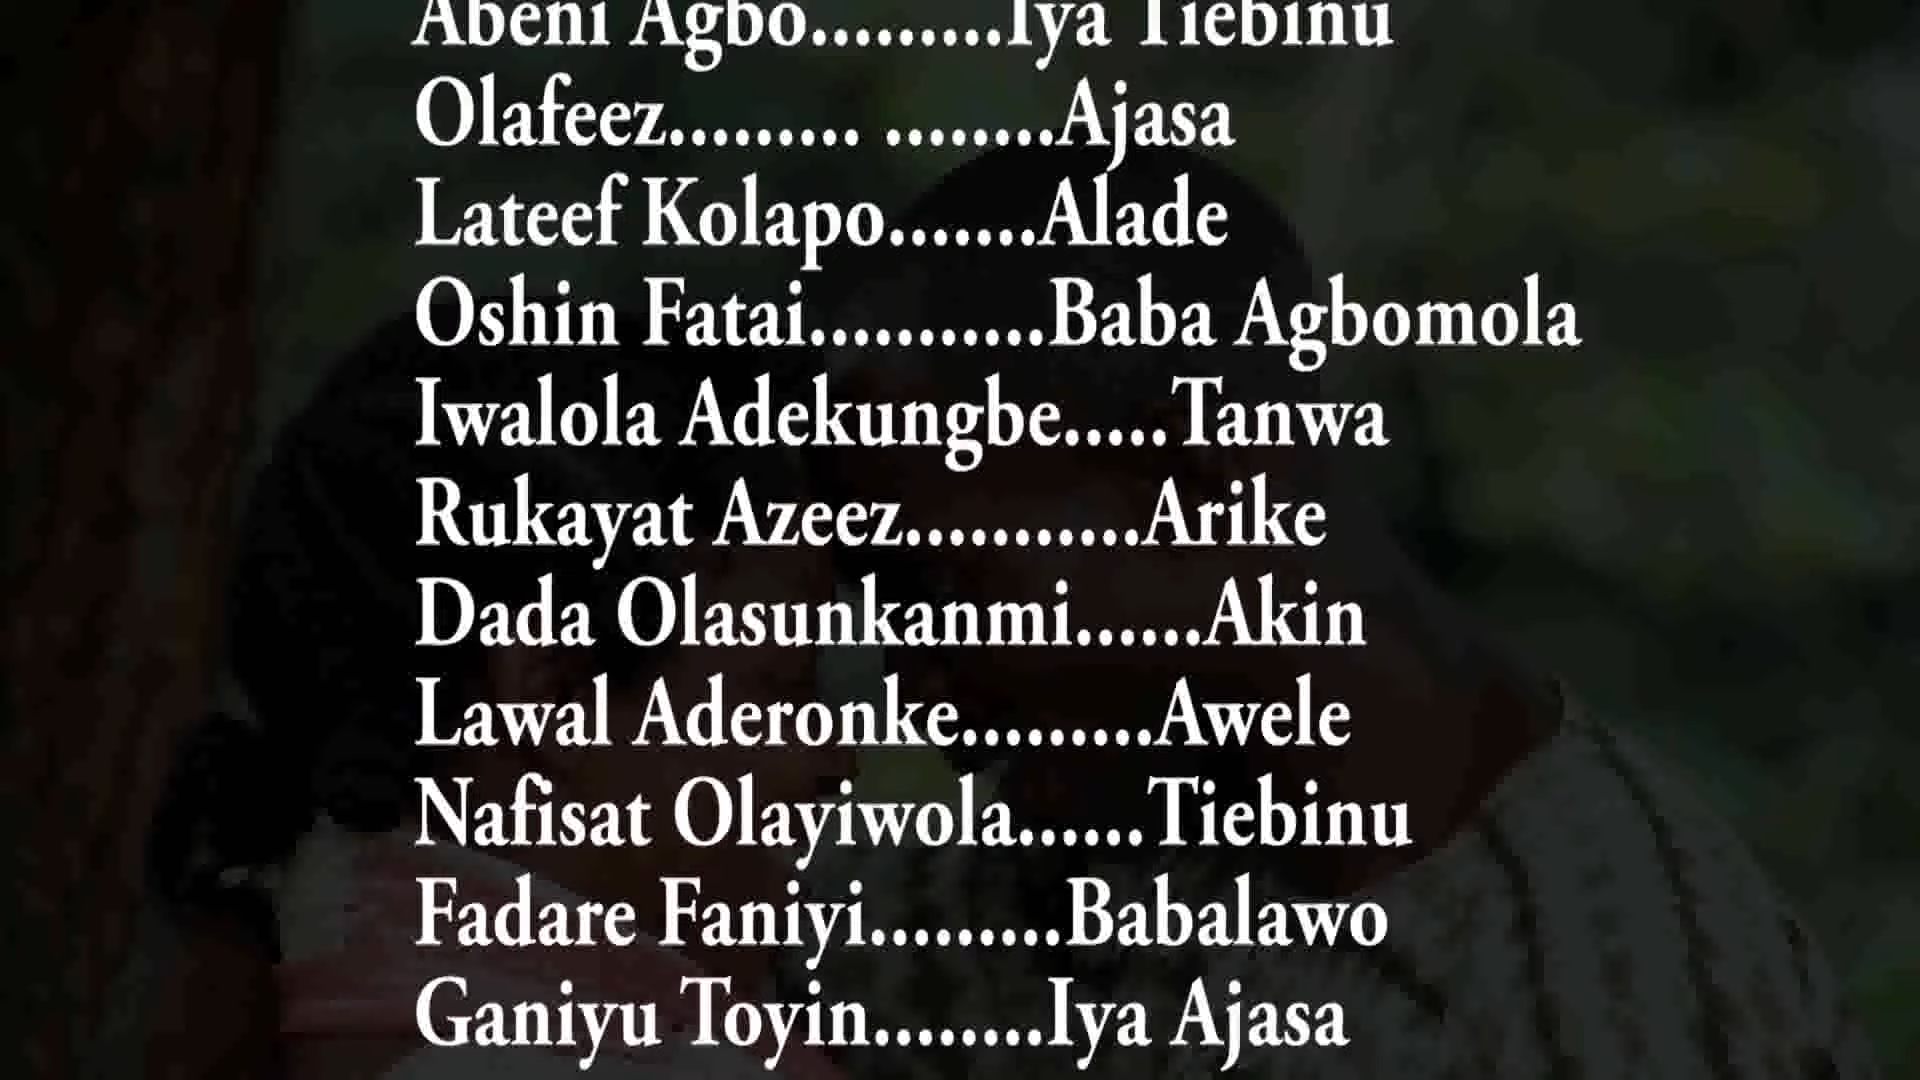 Abeni Agbo.........Iya Tiebinu
Olafeez......... ........Ajasa
Lateef Kolapo.......Alade
Oshin Fatai...........Baba Agbomola
Iwalola Adekungbe.....Tanwa
Rukayat Azeez...........Arike
Dada Olasunkanmi......Akin
Lawal Aderonke.........Awele
Nafisat Olayiwola......Tiebinu
Fadare Faniyi.........Babalawo
Ganiyu Toyin........Iya Ajasa